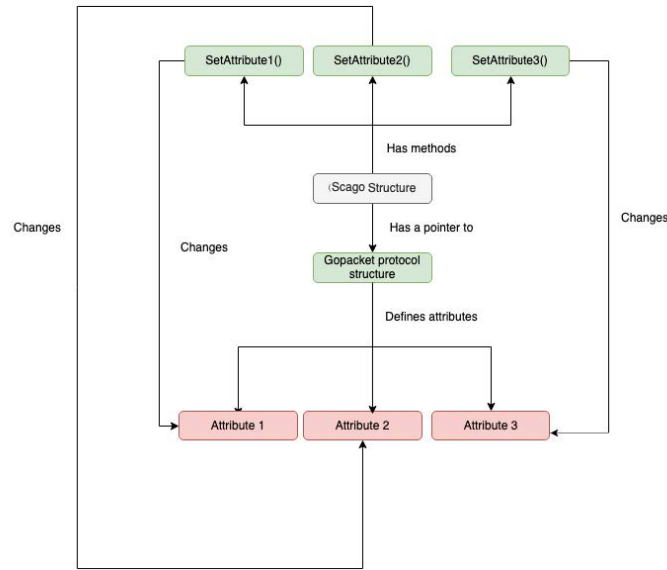 SetAttribute1()
SetAttribute2()
SetAttribute3()
Has methods
(Scago Structure
Changes
Changes
Has a pointer to
Changes
Gopacket protocol
structure
Defines attributes
Attribute 1
Attribute 2
Attribute 3